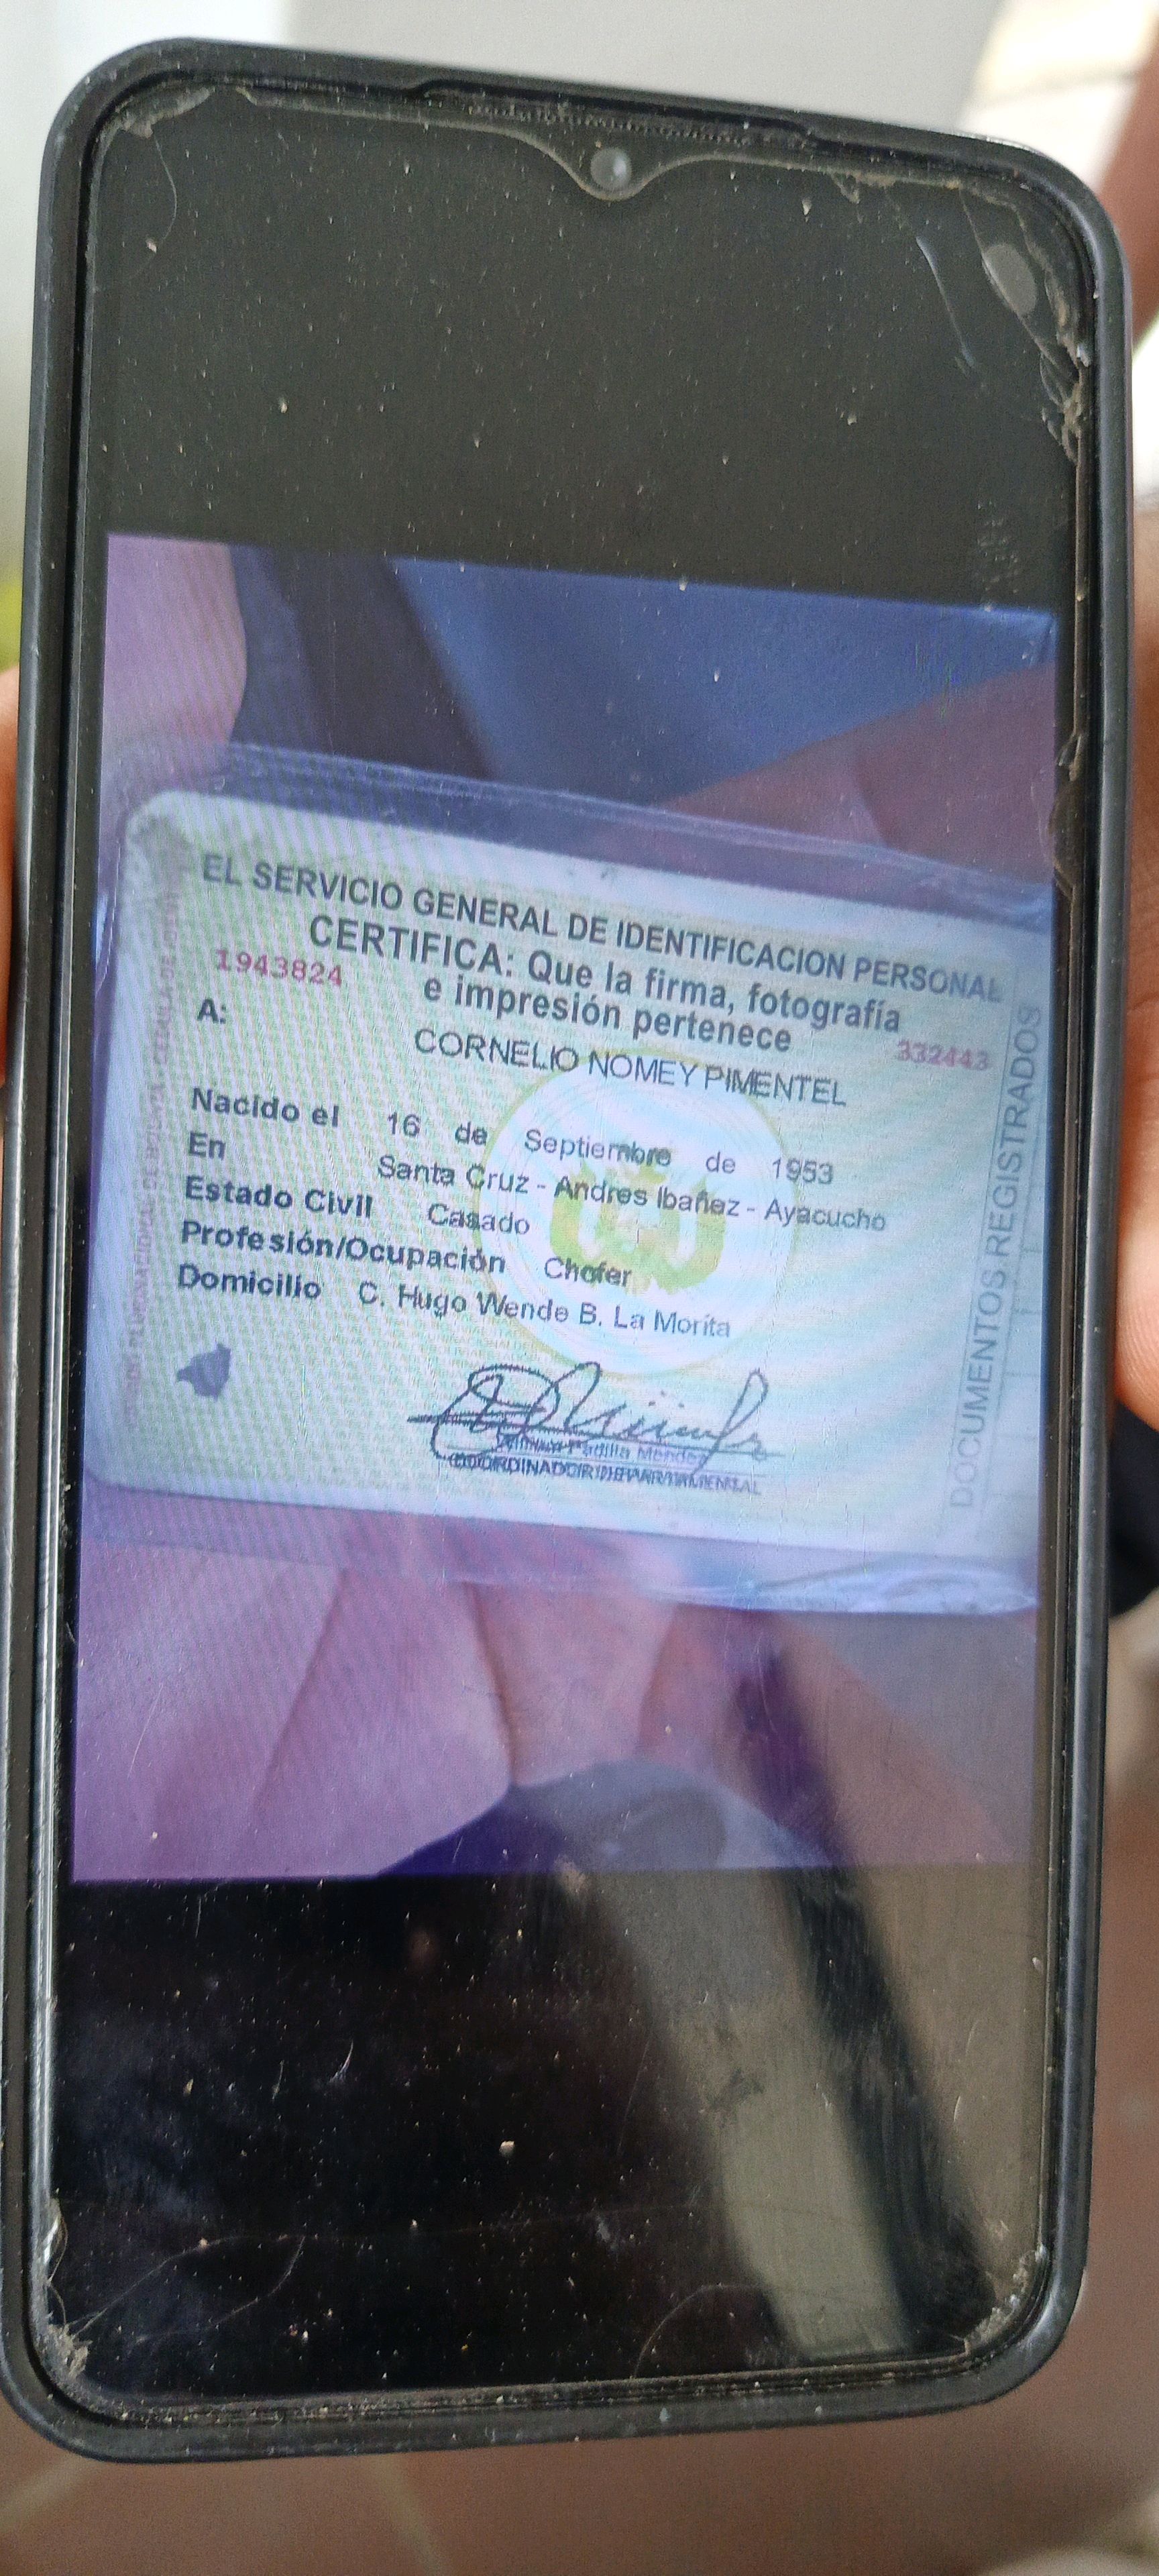 EL SERVICIO GENERAL DE IDENTIFICACION PERSONAL
CERTIFICA: Que la firma, fotografía
e impresión pertenece
1943824
332443
A:
CORNELIO NOMEY PIMENTEL
Nacido el 16 de Septiembre de 1953
En Santa Cruz - Andres Ibañez - Ayacucho
Estado Civil Casado
Profesión/Ocupación Chofer
Domicilio C. Hugo Wende B. La Morita
Padilla Mendez
COORDINADOR DEPARTAMENTAL
DOCUMENTOS REGISTRADOS